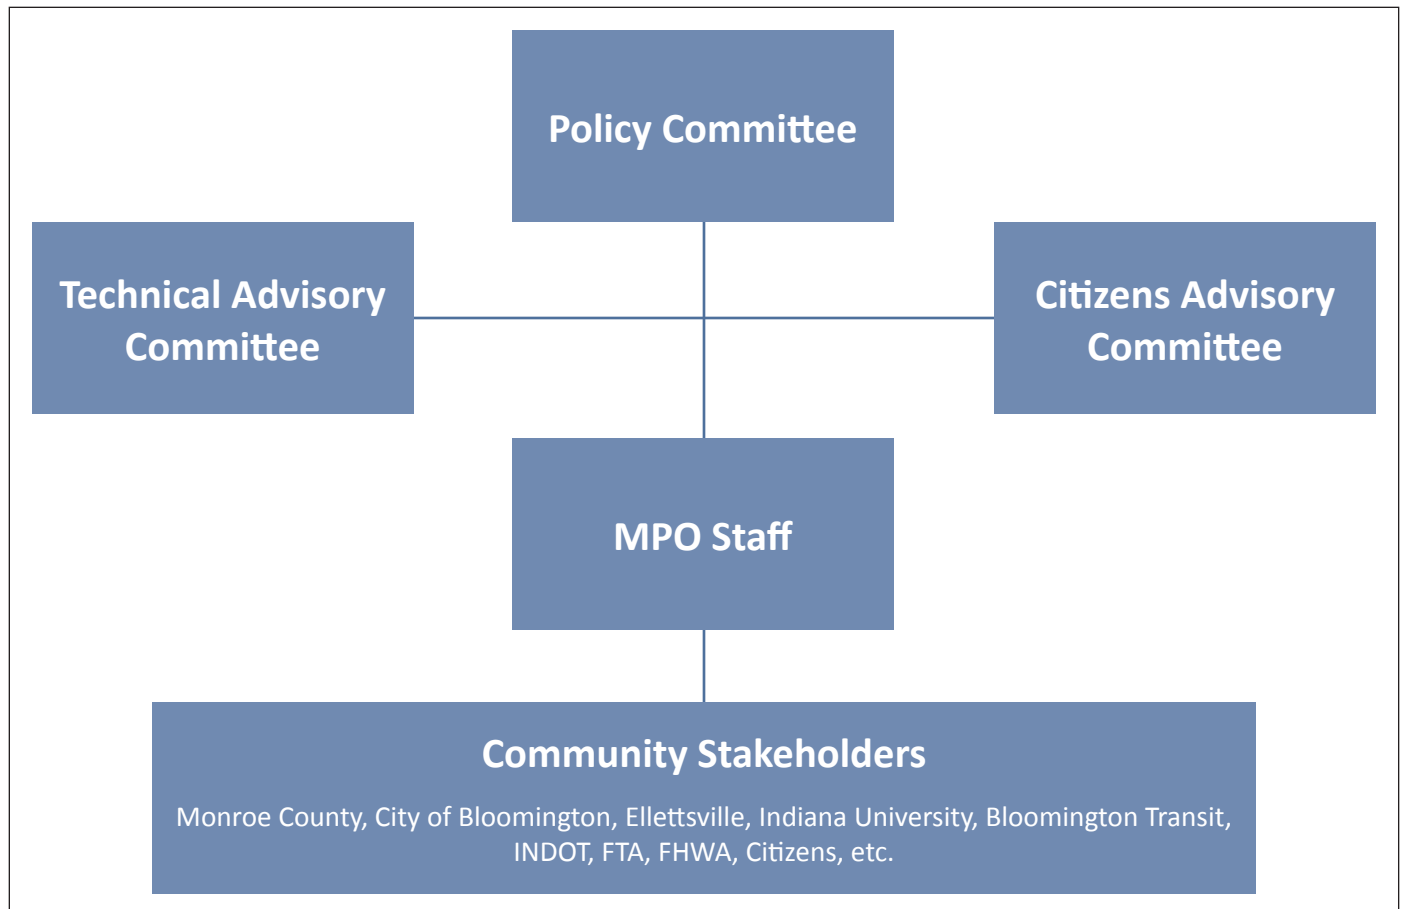 Policy Committee
Technical Advisory
Committee
Citizens Advisory
Committee
MPO Staff
Community Stakeholders
Monroe County, City of Bloomington, Ellettsville, Indiana University, Bloomington Transit,
INDOT, FTA, FHWA, Citizens, etc.